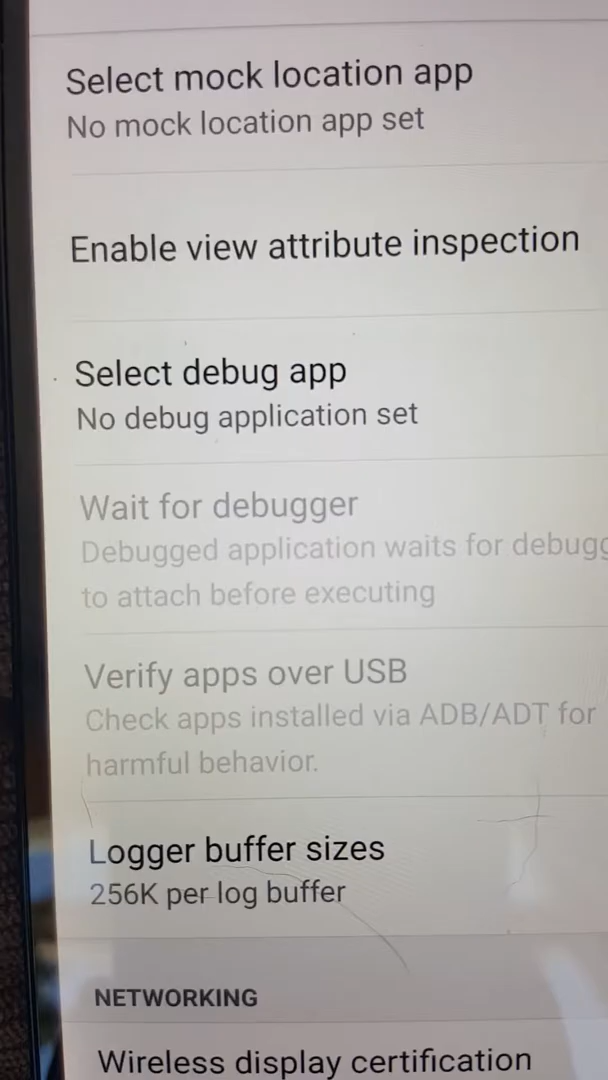 Select mock location app
No mock location app set
Enable view attribute inspection
Select debug app
No debug application set
Wait for debugger
Debugged application waits for debugg
to attach before executing
Verify apps over USB
Check apps installed via ADB/ADT for
harmful behavior.
Logger buffer sizes
256K per log buffer
NETWORKING
Wireless display certification